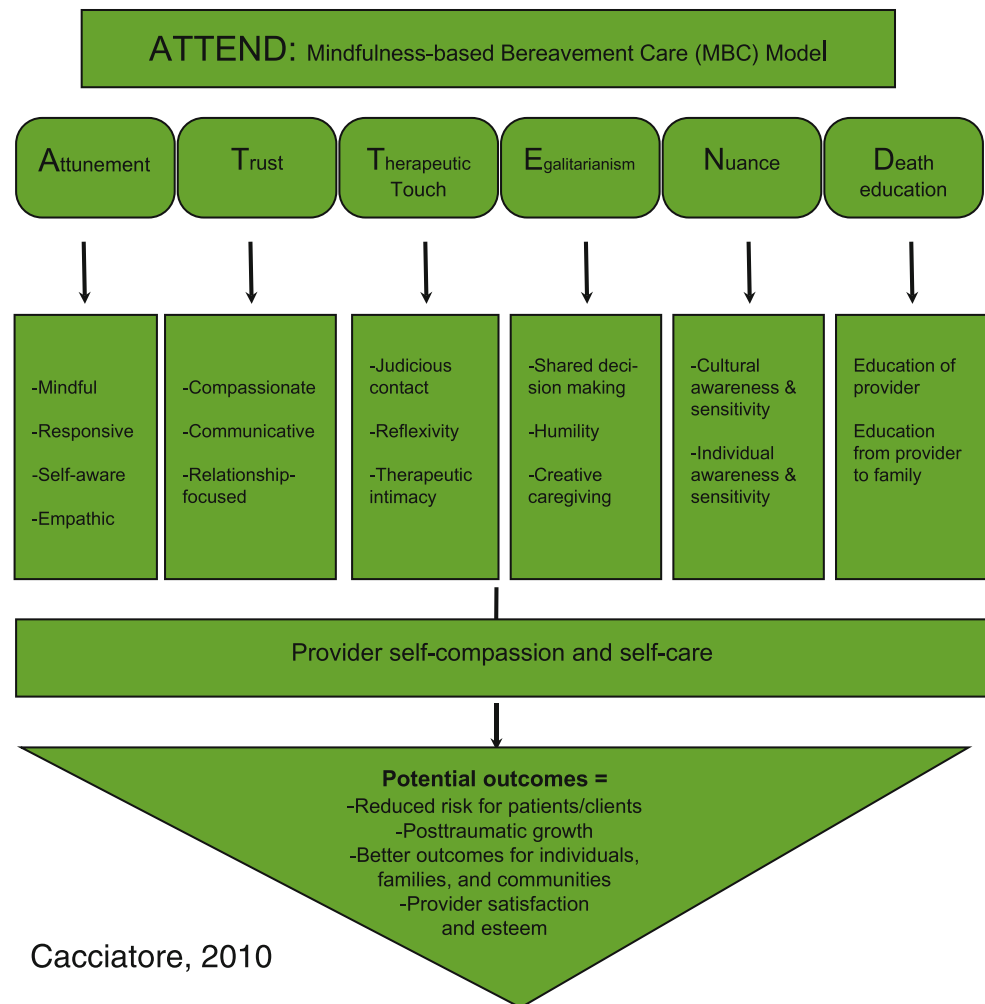 ATTEND: Mindfulness-based Bereavement Care (MBC) Model
Attunement
Trust
Therapeutic
Touch
Egalitarianism
Nuance
Death
education
-Mindful
-Responsive
-Self-aware
-Empathic
-Compassionate
-Communicative
-Relationship-
focused
-Judicious
contact
-Reflexivity
-Therapeutic
intimacy
-Shared deci-
sion making
-Humility
-Creative
caregiving
-Cultural
awareness &
sensitivity
-Individual
awareness &
sensitivity
Education of
provider
Education
from provider
to family
Provider self-compassion and self-care
Potential outcomes =
-Reduced risk for patients/clients
-Posttraumatic growth
-Better outcomes for individuals,
families, and communities
-Provider satisfaction
and esteem
Cacciatore, 2010